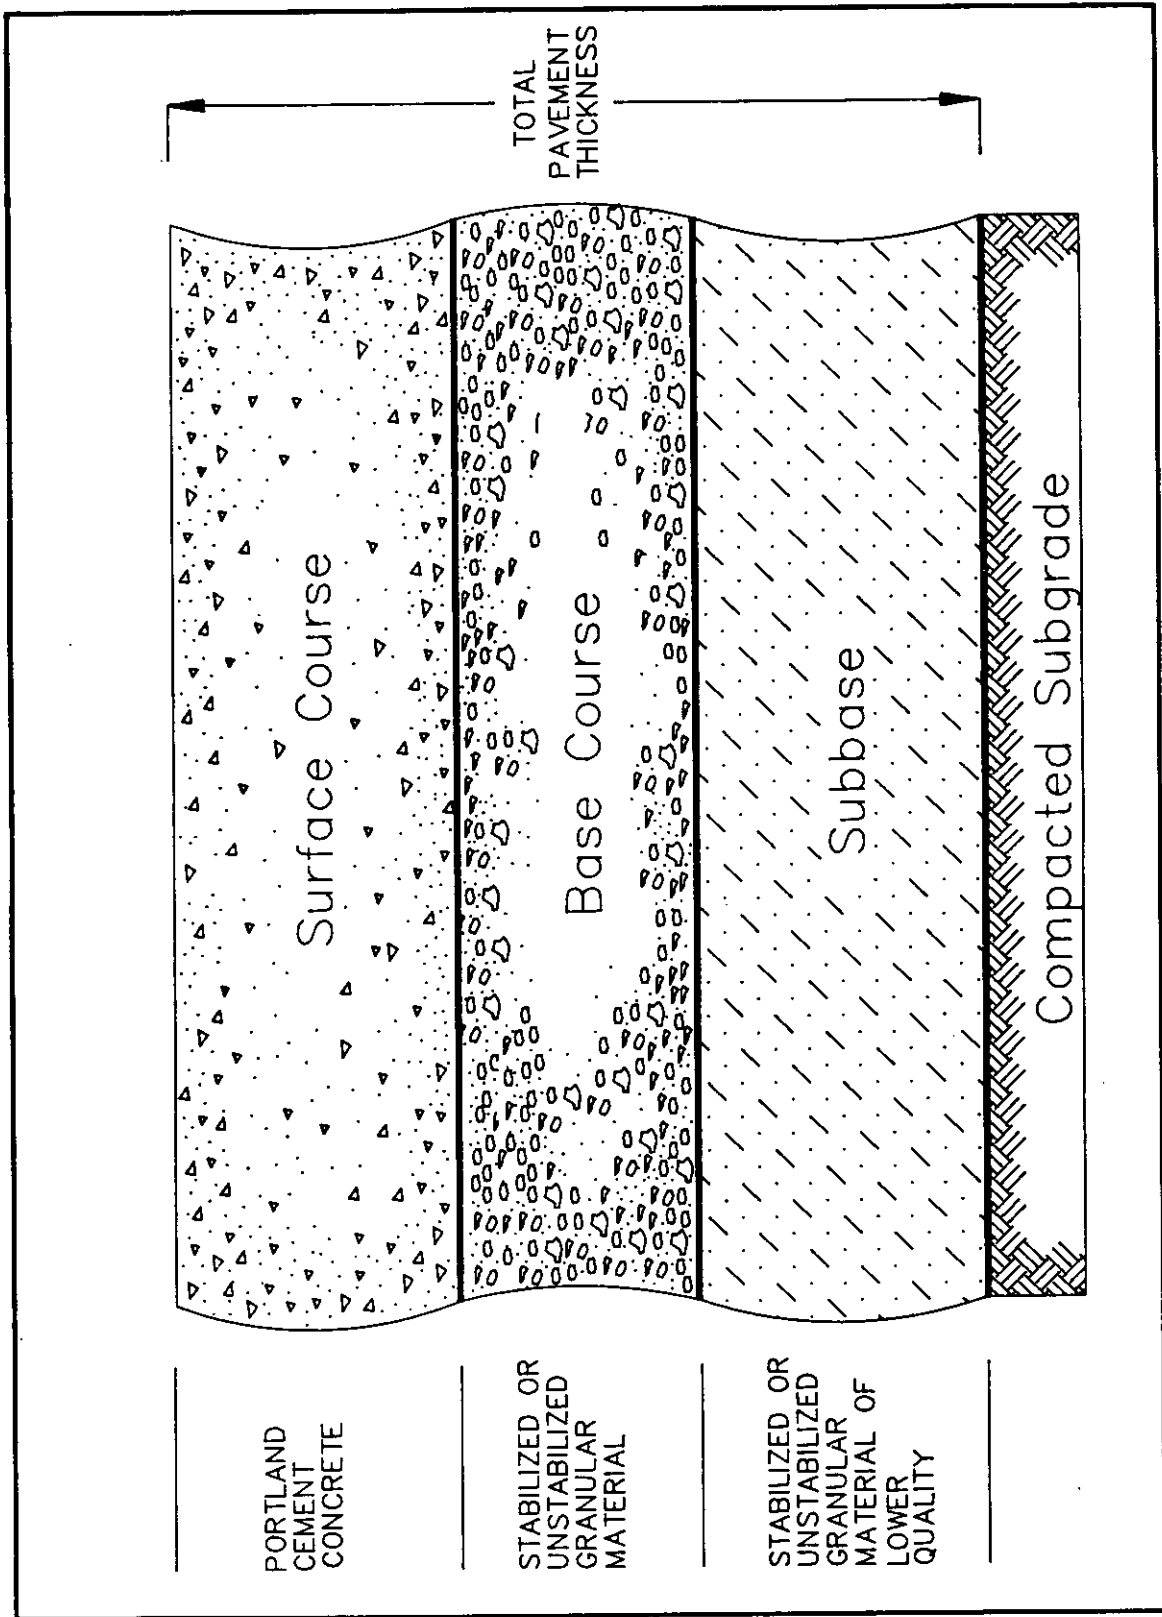 PORTLAND
CEMENT
CONCRETE
STABILIZED OR
UNSTABILIZED
GRANULAR
MATERIAL
STABILIZED OR
UNSTABILIZED
GRANULAR
MATERIAL OF
LOWER
QUALITY
Surface Course
Base Course
Subbase
Compacted Subgrade
TOTAL
PAVEMENT
THICKNESS